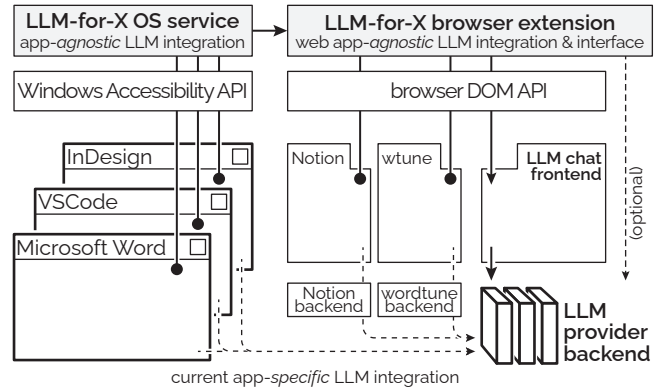 LLM-for-X OS service
app-agnostic LLM integration
LLM-for-X browser extension
web app-agnostic LLM integration & interface
Windows Accessibility API
browser DOM API
InDesign
VSCode
Microsoft Word
Notion
wtune
LLM chat
frontend
(optional)
Notion
backend
wordtune
backend
LLM
provider
backend
current app-specific LLM integration